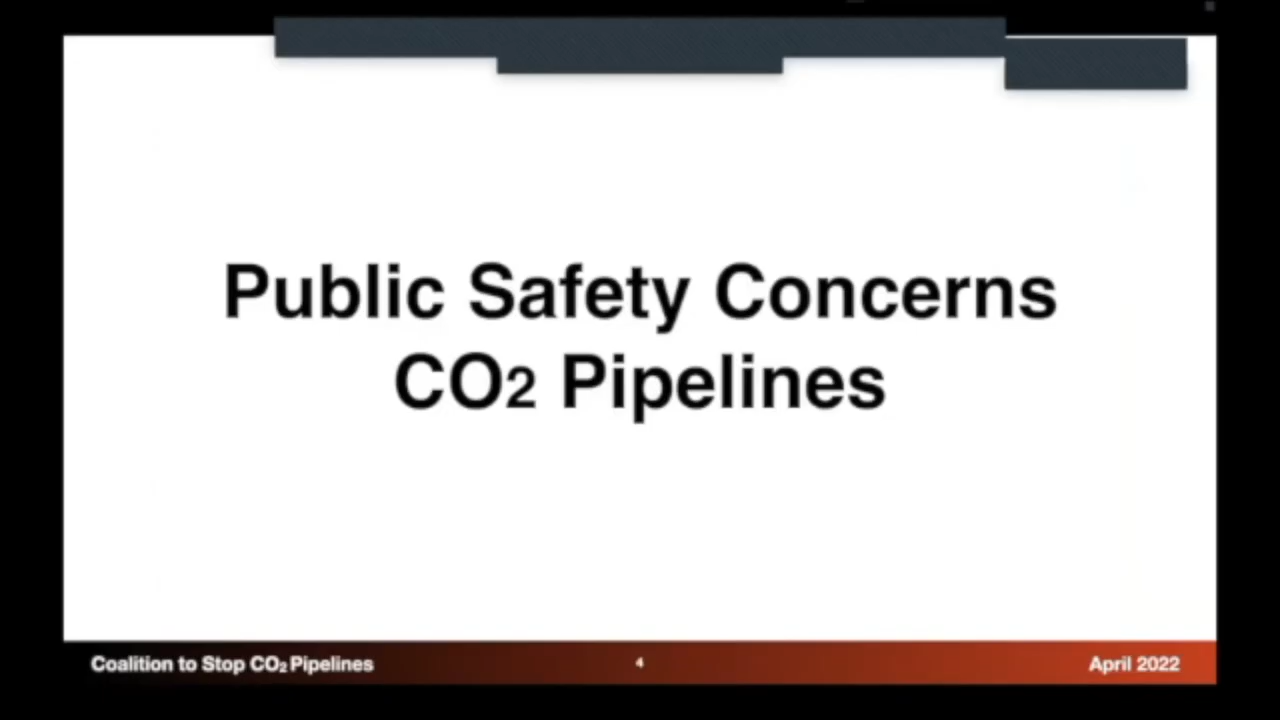 Public Safety Concerns
CO2 Pipelines
Coalition to Stop CO2 Pipelines 4 April 2022